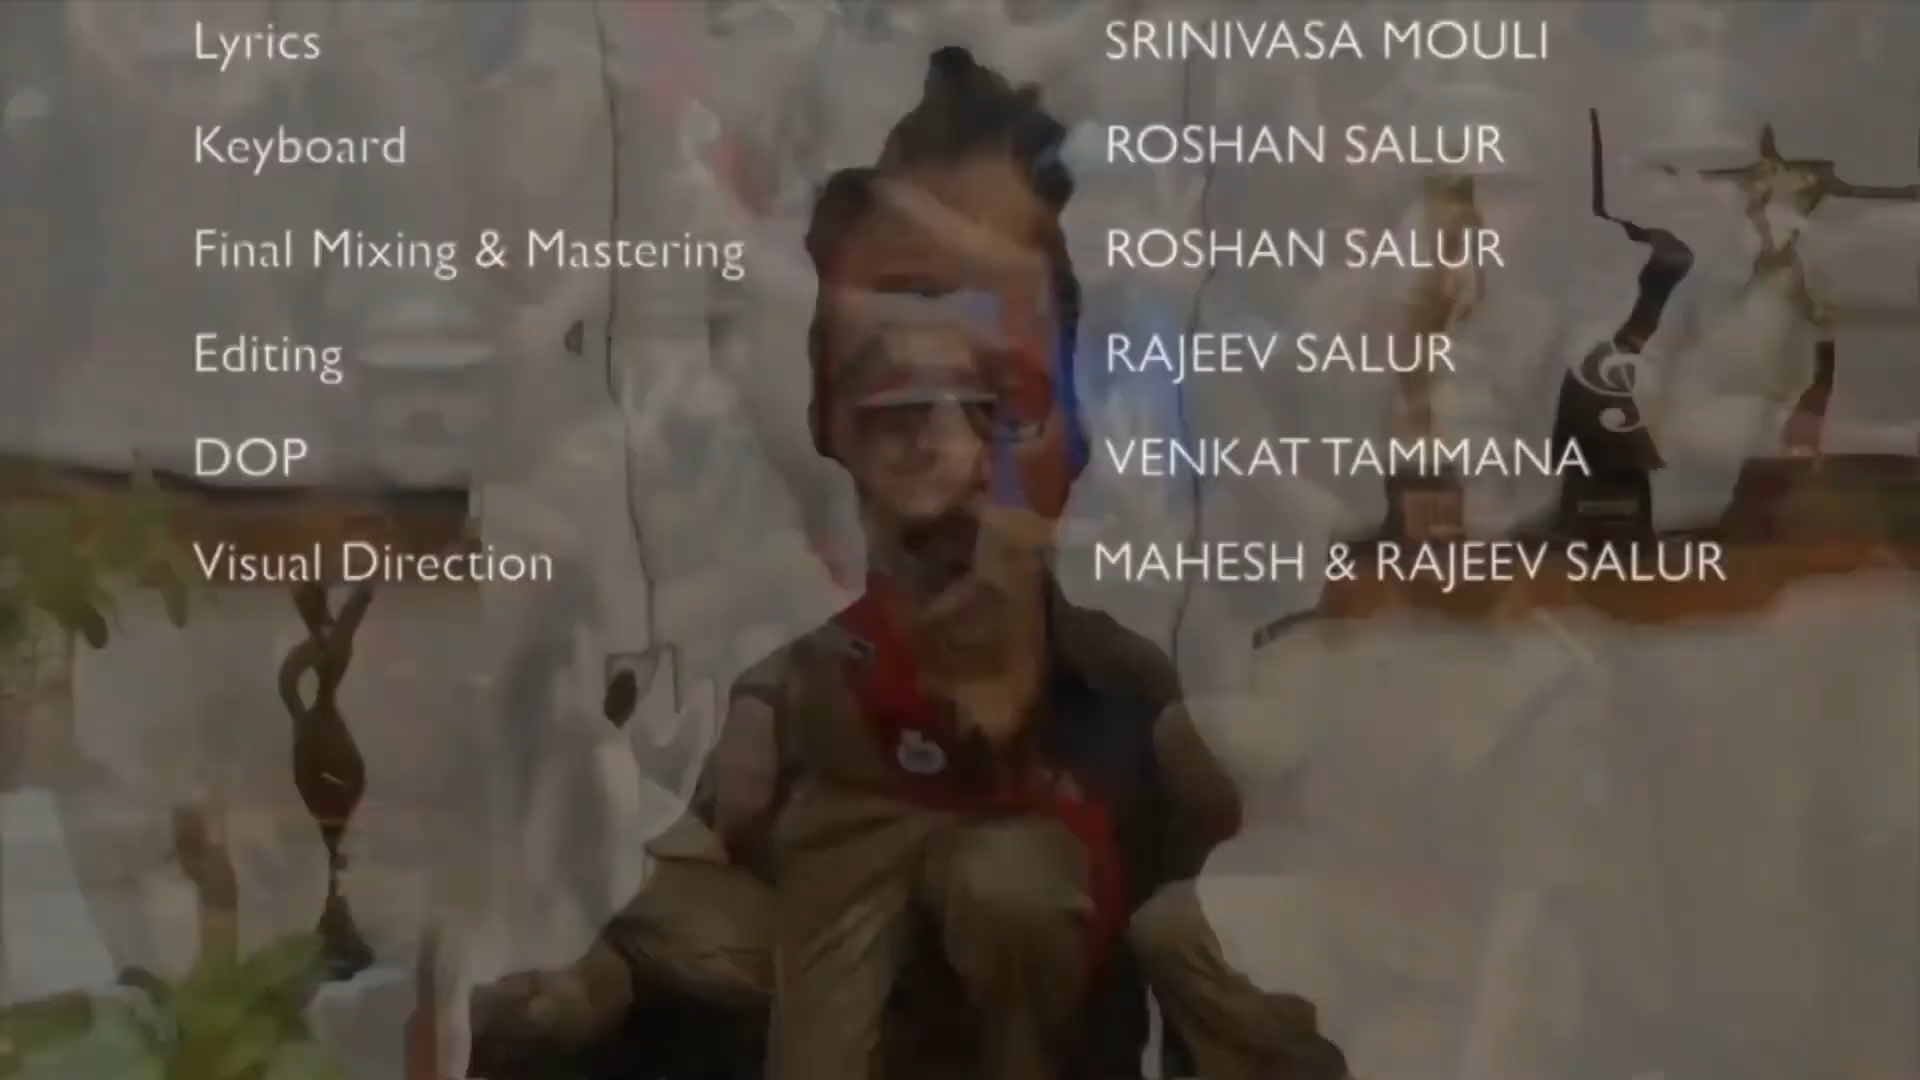 Lyrics SRINIVASA MOULI
Keyboard ROSHAN SALUR
Final Mixing & Mastering ROSHAN SALUR
Editing RAJEEV SALUR
DOP VENKAT TAMMANA
Visual Direction MAHESH & RAJEEV SALUR